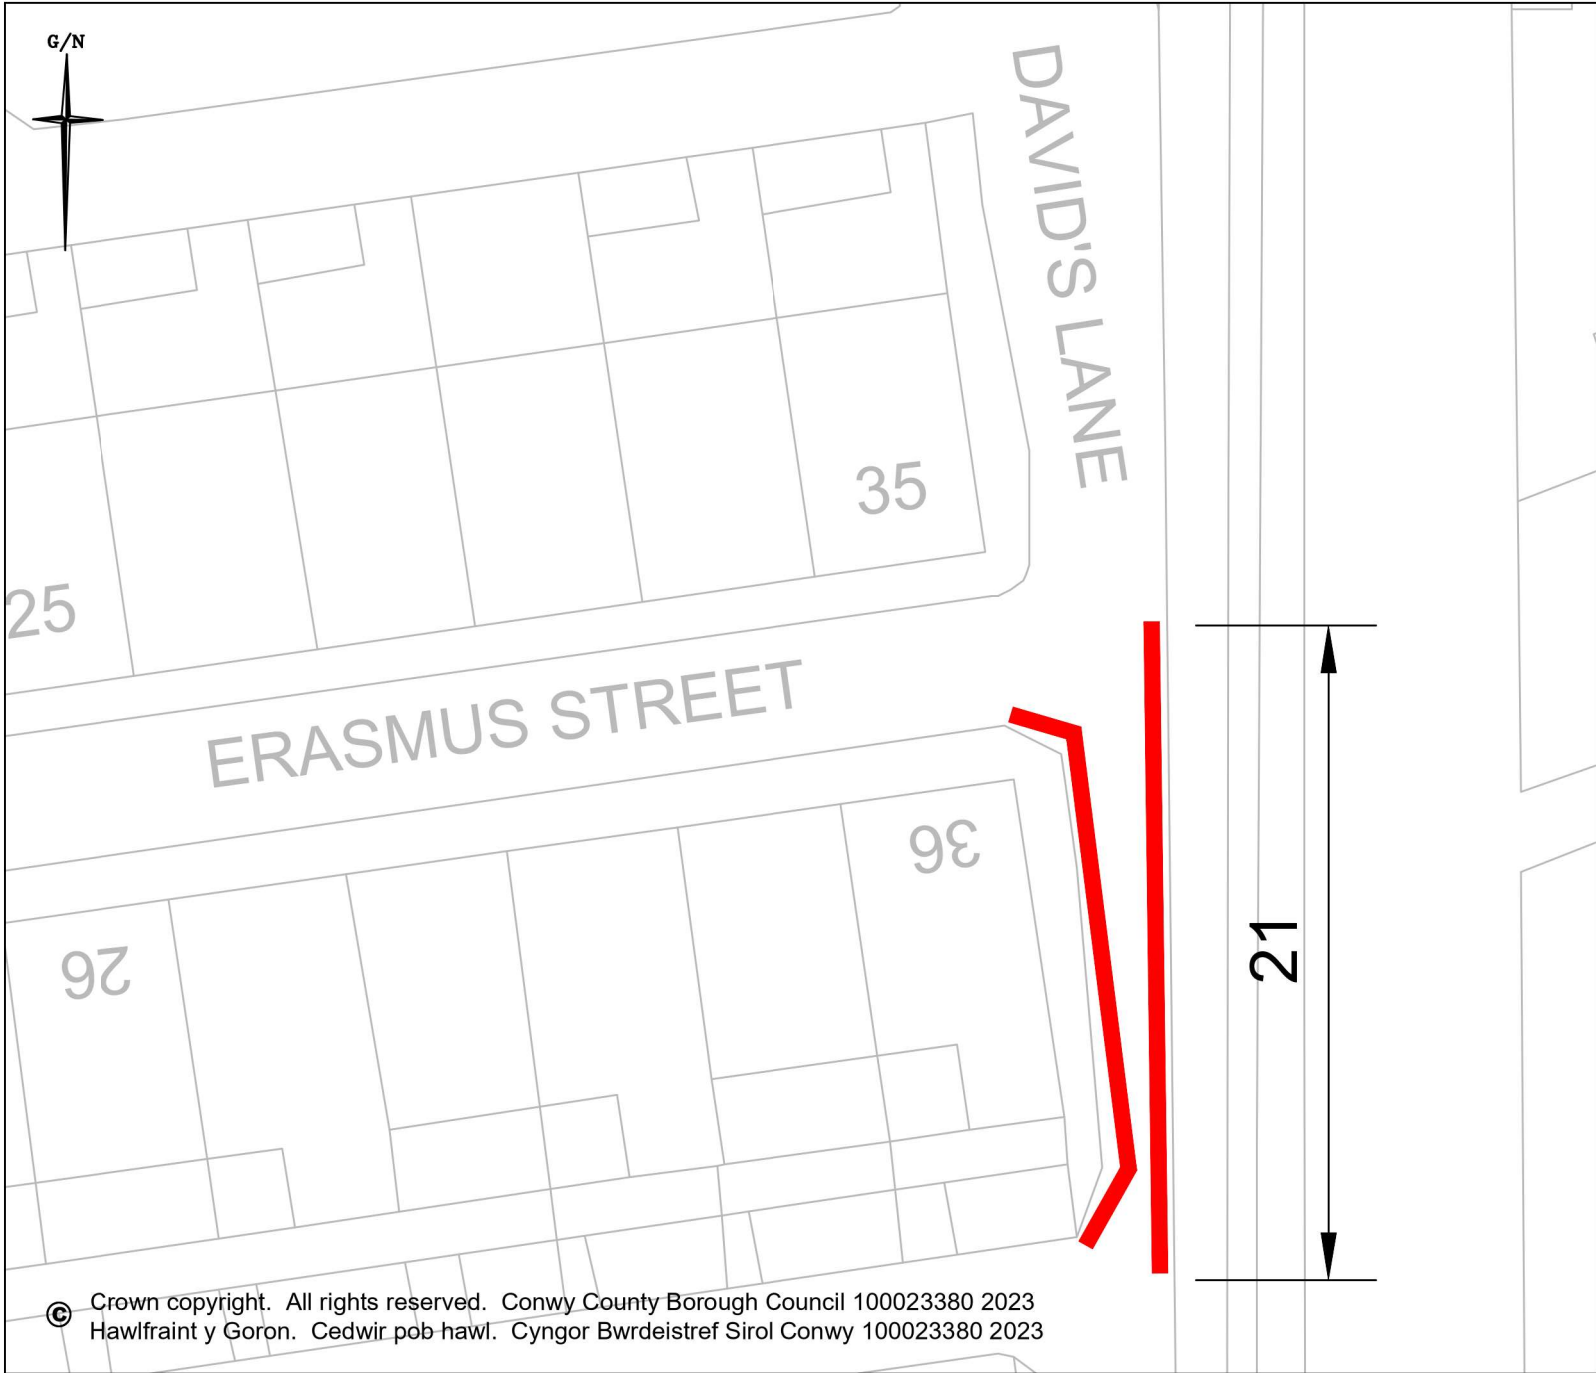 G/N
DAVID'S LANE
35
25
ERASMUS STREET
36
26
21
© Crown copyright. All rights reserved. Conwy County Borough Council 100023380 2023
Hawlfraint y Goron. Cedwir pob hawl. Cyngor Bwrdeistref Sirol Conwy 100023380 2023